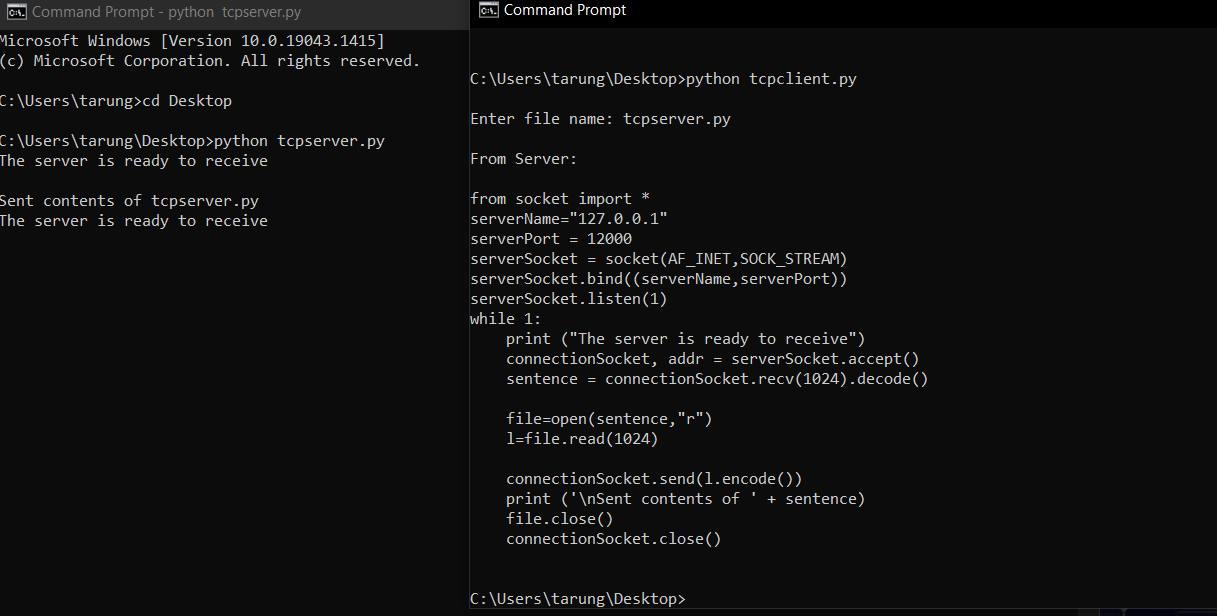 Command Prompt - python  tcpserver.py
Microsoft Windows [Version 10.0.19043.1415]
(c) Microsoft Corporation. All rights reserved.
C:\Users\tarung>cd Desktop
C:\Users\tarung\Desktop>python tcpserver.py
The server is ready to receive
Sent contents of tcpserver.py
The server is ready to receive
Command Prompt
C:\Users\tarung\Desktop>python tcpclient.py
Enter file name: tcpserver.py
From Server:
from socket import *
serverName="127.0.0.1"
serverPort = 12000
serverSocket = socket(AF_INET,SOCK_STREAM)
serverSocket.bind((serverName,serverPort))
serverSocket.listen(1)
while 1:
    print ("The server is ready to receive")
    connectionSocket, addr = serverSocket.accept()
    sentence = connectionSocket.recv(1024).decode()
    file=open(sentence,"r")
    l=file.read(1024)
    connectionSocket.send(l.encode())
    print ('\nSent contents of ' + sentence)
    file.close()
    connectionSocket.close()
C:\Users\tarung\Desktop>